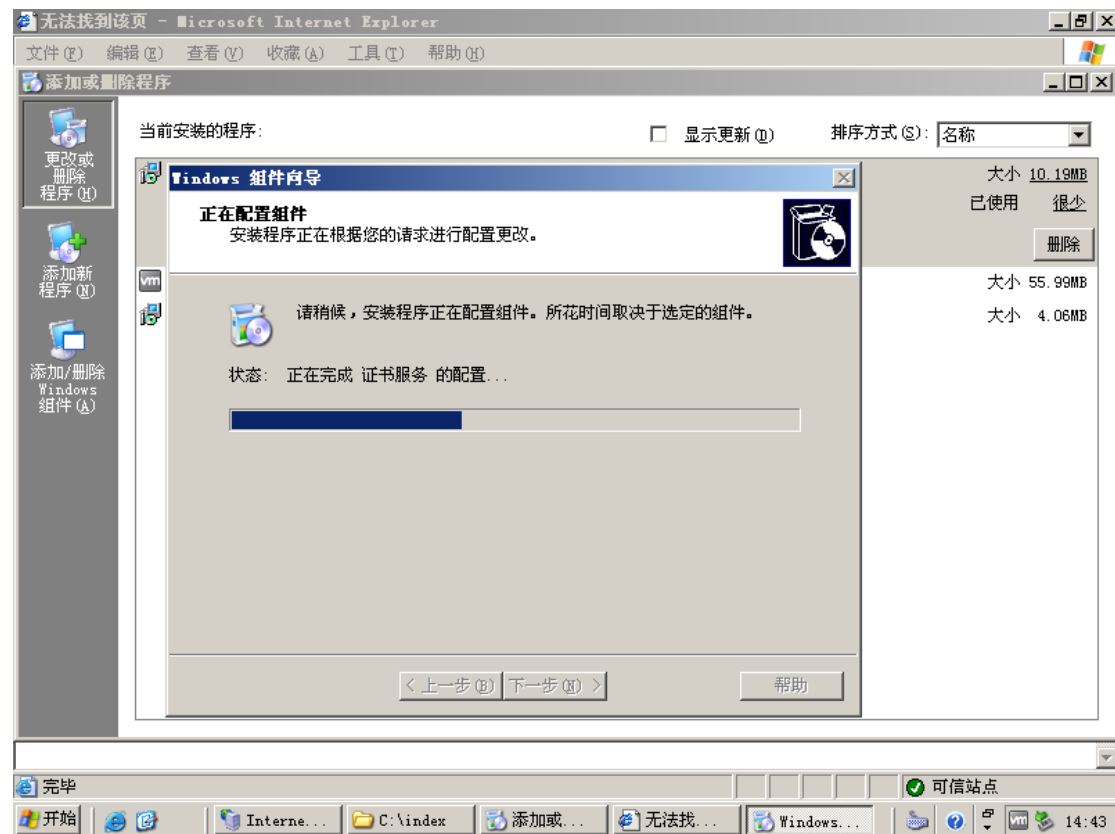 无法找到该页 - Microsoft Internet Explorer
文件(F) 编辑(E) 查看(V) 收藏(A) 工具(T) 帮助(H)
添加或删除程序
更改或
删除
程序(H)
添加新
程序(N)
添加/删除
Windows
组件(A)
当前安装的程序:
显示更新(D)
排序方式(S): 名称
大小 10.19MB
已使用 很少
删除
大小 55.99MB
大小 4.06MB
Windows 组件向导
正在配置组件
安装程序正在根据您的请求进行配置更改。
请稍候,安装程序正在配置组件。所花时间取决于选定的组件。
状态: 正在完成 证书服务 的配置...
< 上一步(B) 下一步(N) > 帮助
完毕 可信站点
开始 Interne... C:\index 添加或... 无法找... Windows... 14:43